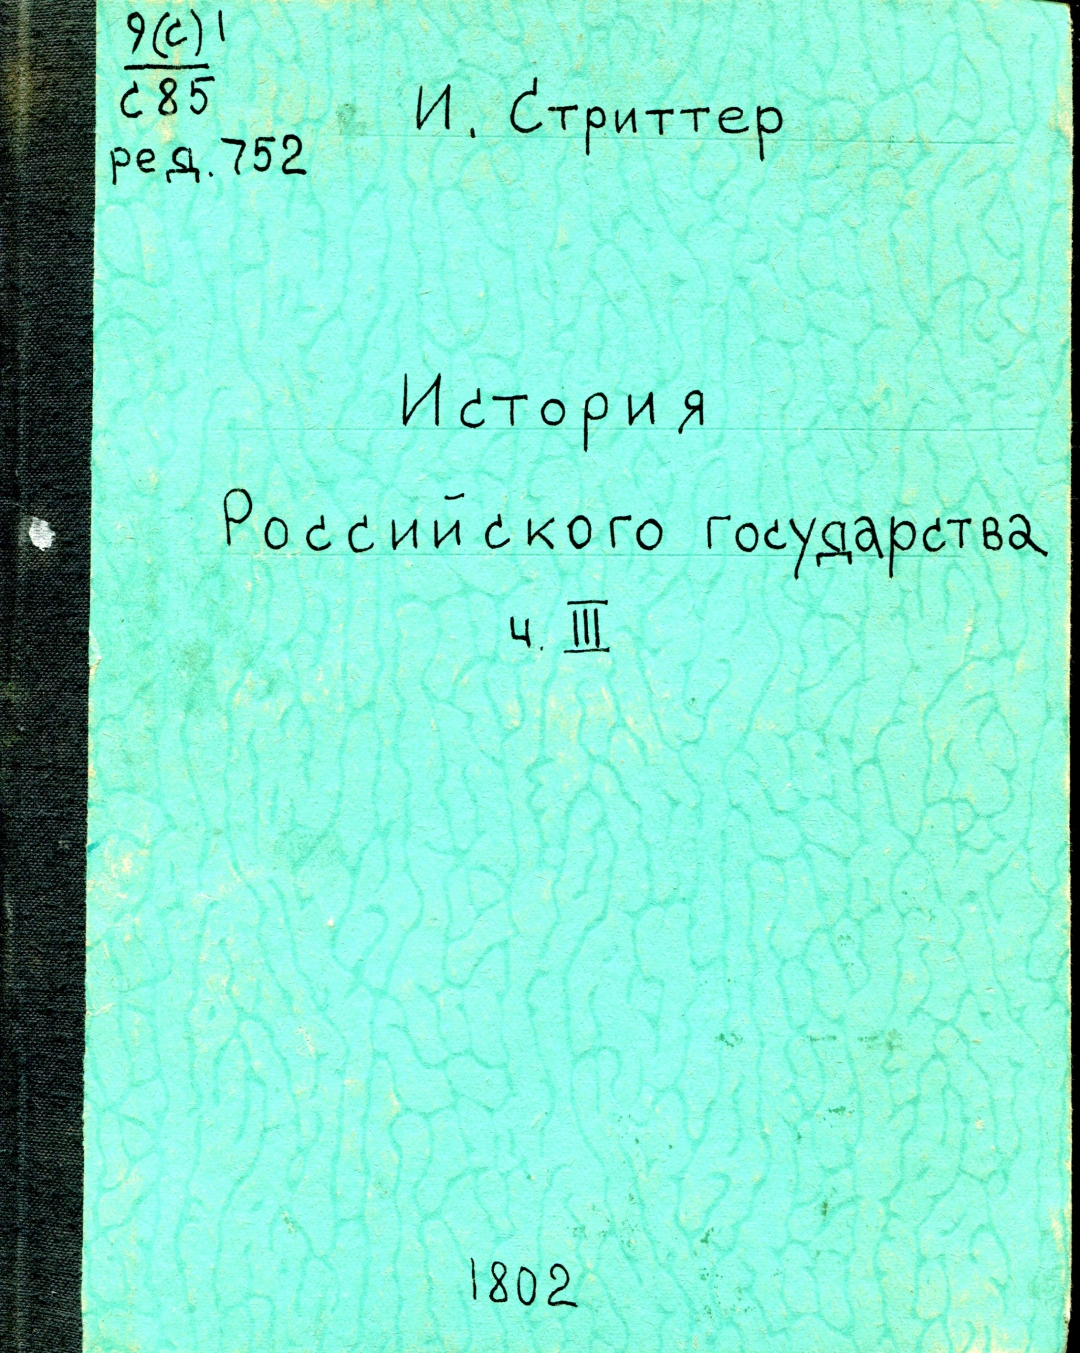 9(с)1
с85
ред. 752
И. Стриттер
История
Российского государства
ч. III
1802